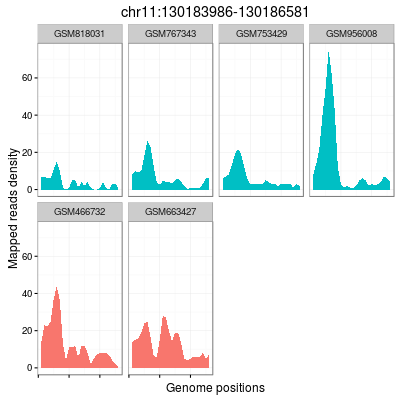 chr11:130183986-130186581
GSM818031 GSM767343 GSM753429 GSM956008
60
40
20
0
Mapped reads density
GSM466732 GSM663427
60
40
20
0
Genome positions